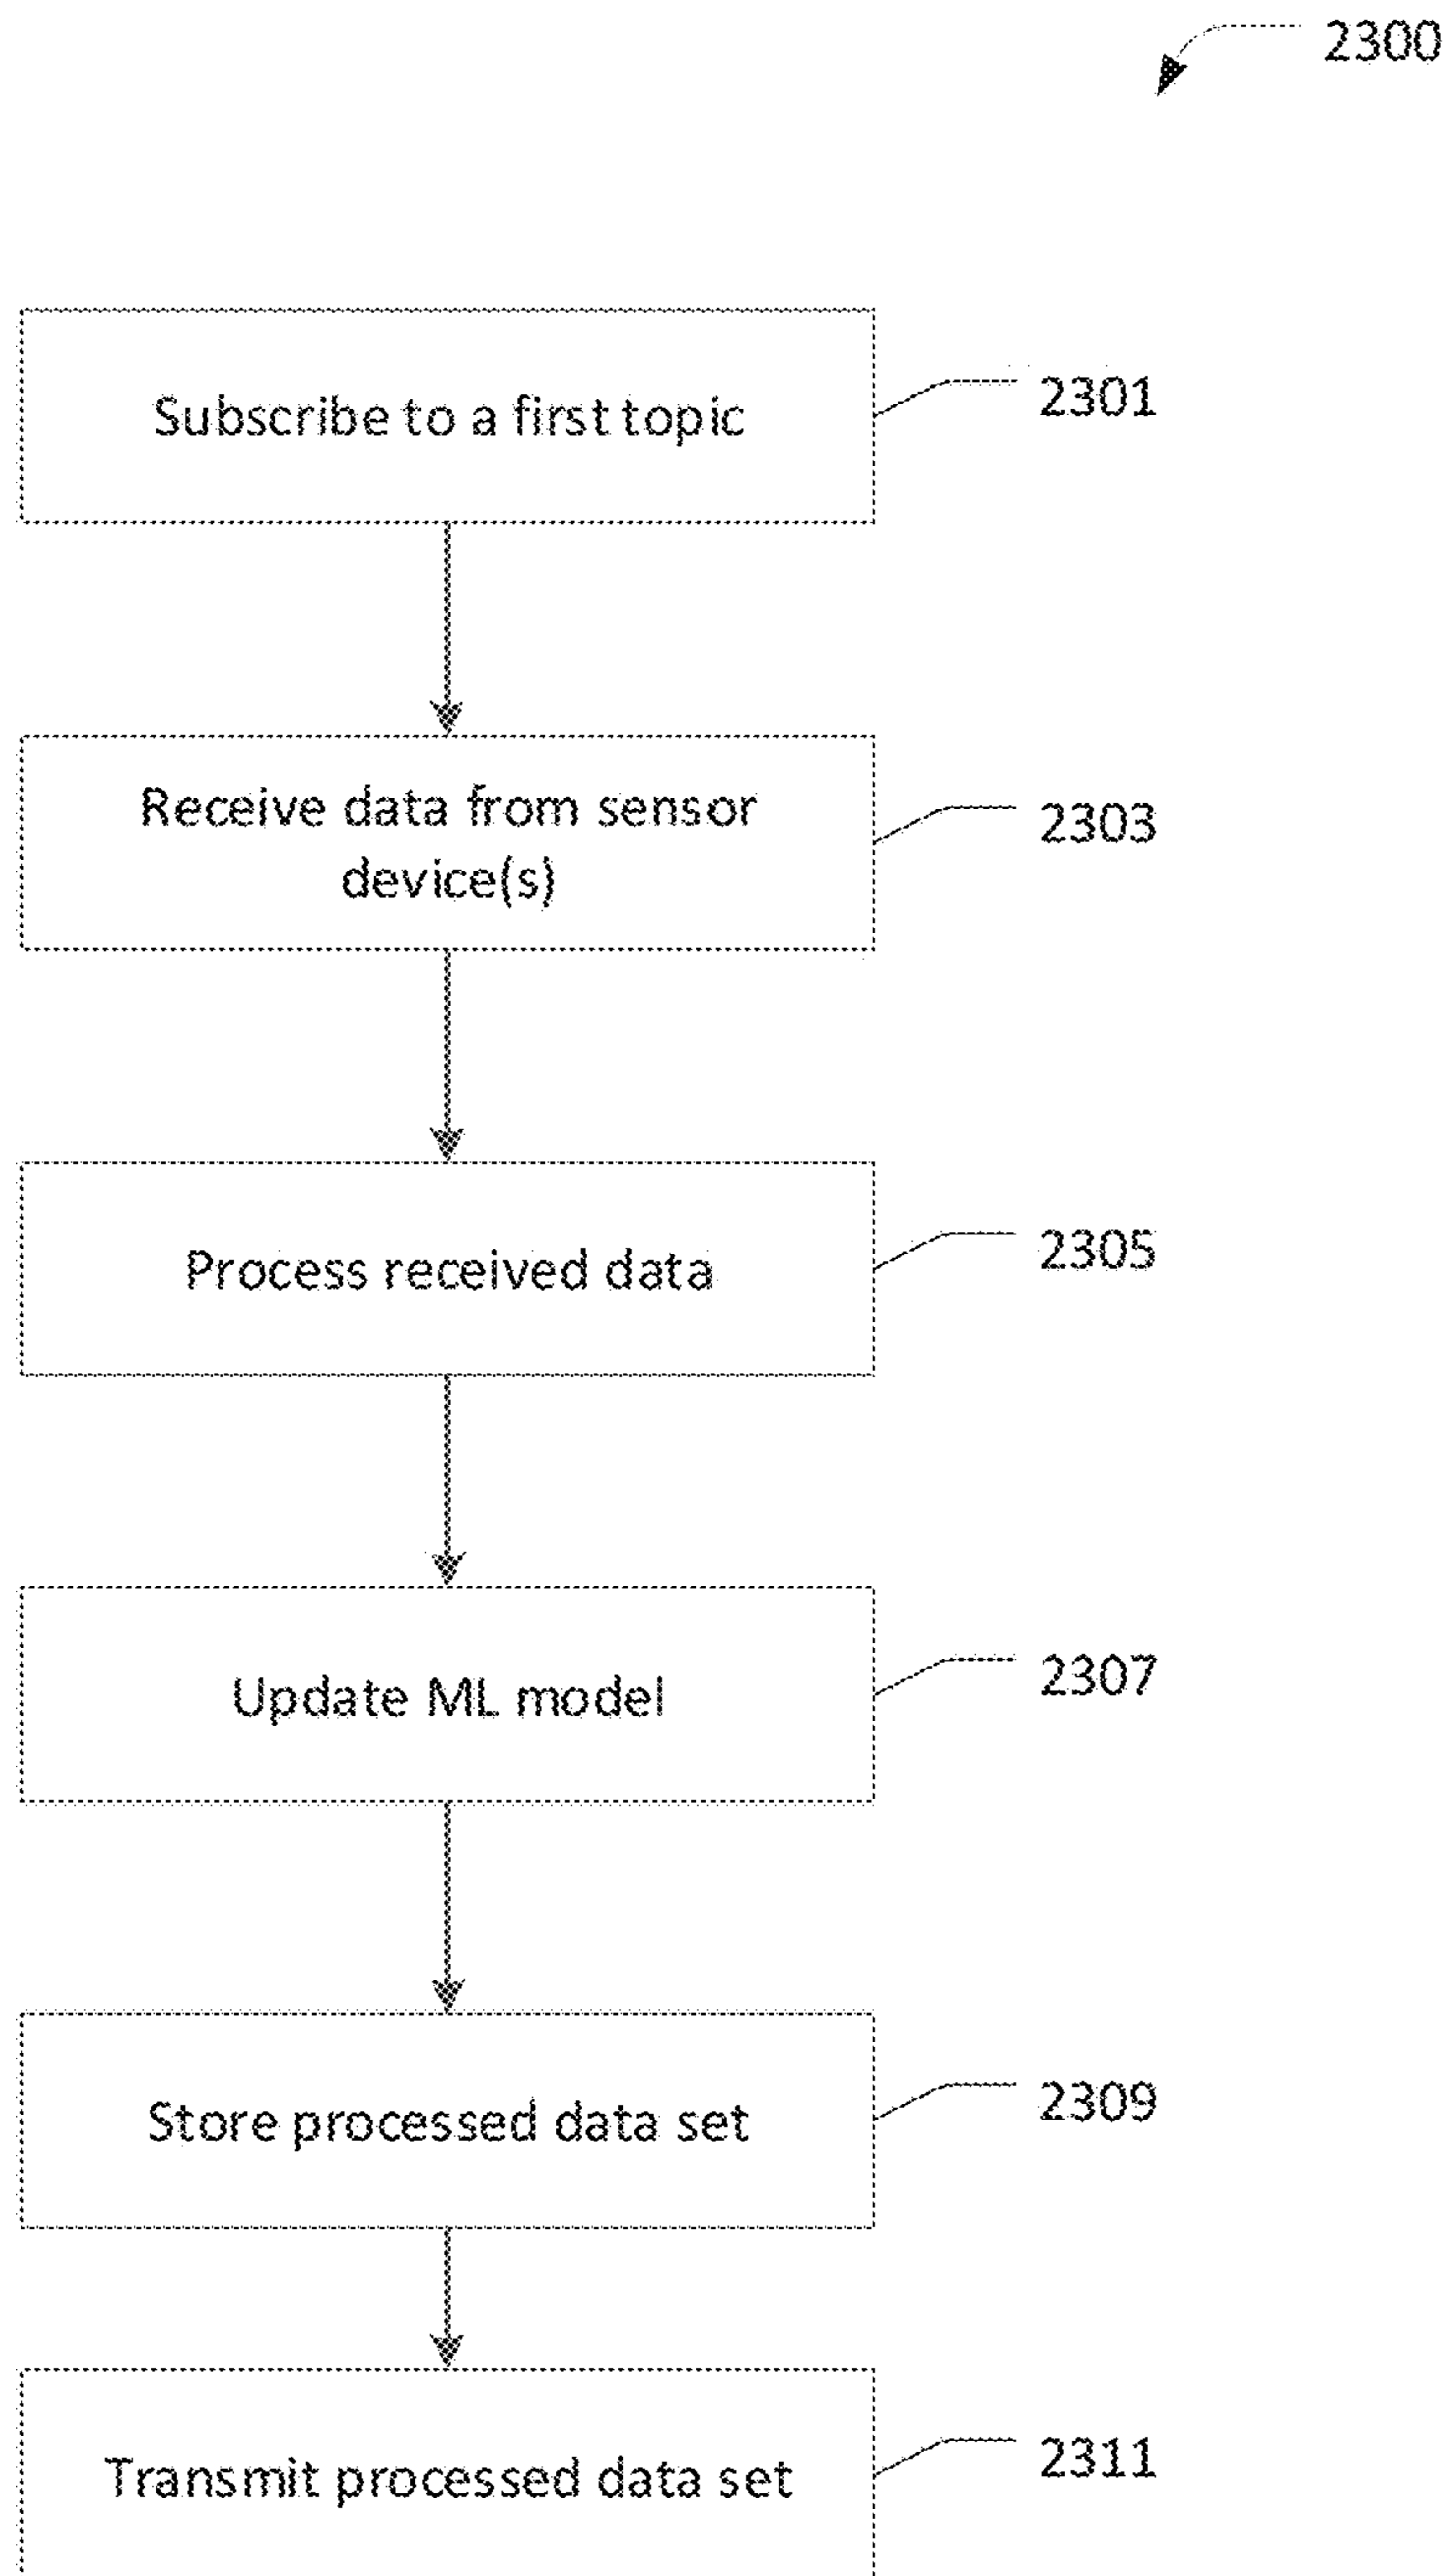 2300
Subscribe to a first topic
2301
Receive data from sensor
device(s)
2303
Process received data
2305
Update ML model
2307
Store processed data set
2309
Transmit processed data set
2311